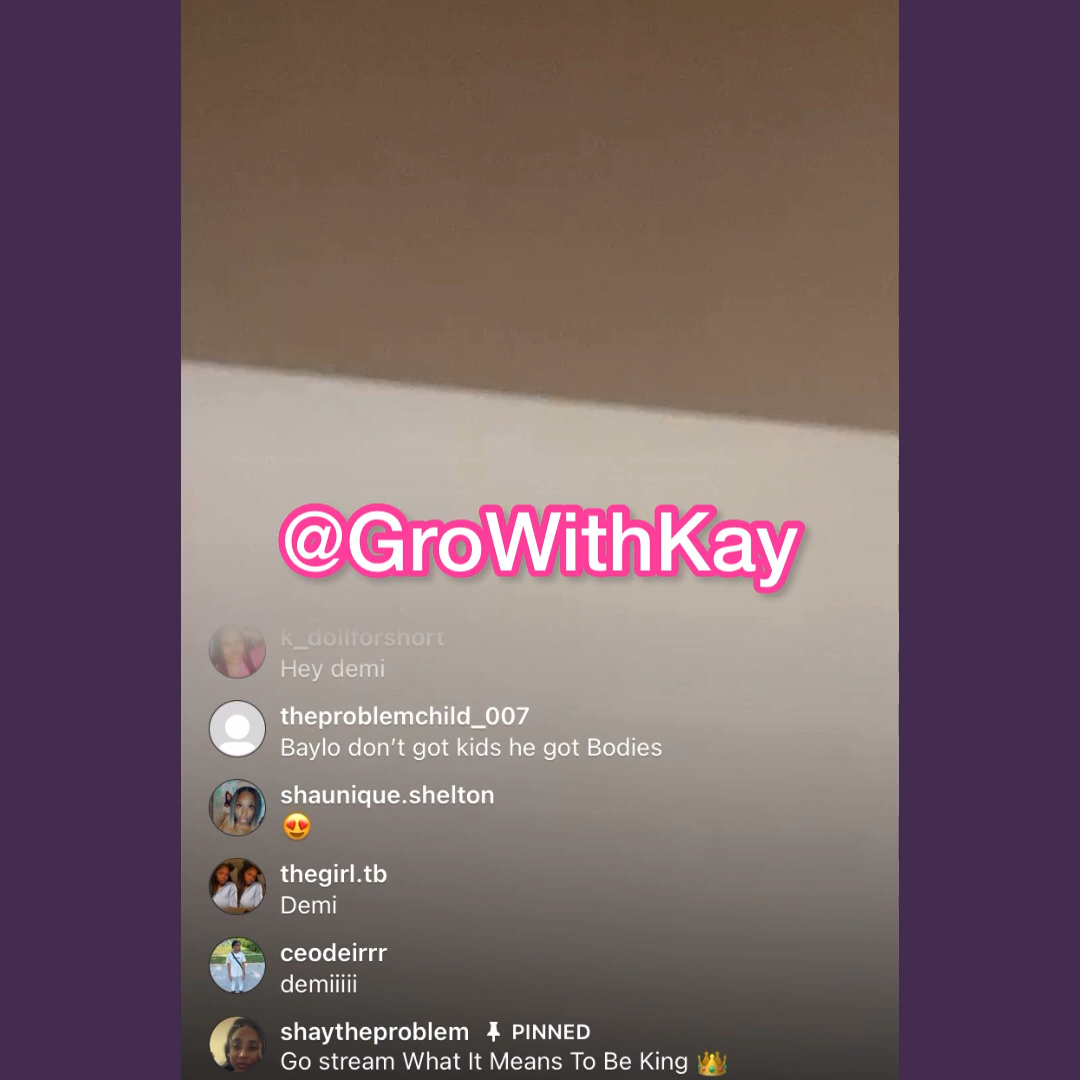 @GroWithKay
k_dollforshort
Hey demi
theproblemchild_007
Baylo don’t got kids he got Bodies
shaunique.shelton
😍
thegirl.tb
Demi
ceodeirrr
demiiiii
shaytheproblem PINNED
Go stream What It Means To Be King 👑